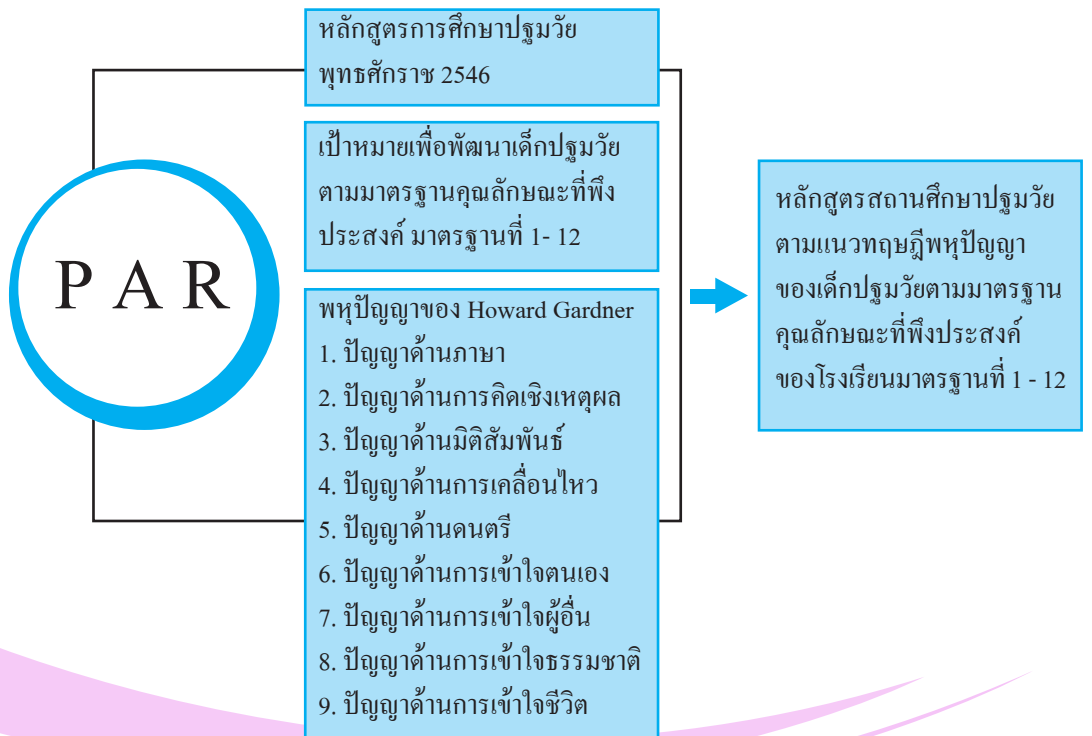 P A R
หลักสูตรการศึกษาปฐมวัย
พุทธศักราช 2546
เป้าหมายเพื่อพัฒนาเด็กปฐมวัย
ตามมาตรฐานคุณลักษณะที่พึง
ประสงค์ มาตรฐานที่ 1- 12
พหุปัญญาของ Howard Gardner
1. ปัญญาด้านภาษา
2. ปัญญาด้านการคิดเชิงเหตุผล
3. ปัญญาด้านมิติสัมพันธ์
4. ปัญญาด้านการเคลื่อนไหว
5. ปัญญาด้านดนตรี
6. ปัญญาด้านการเข้าใจตนเอง
7. ปัญญาด้านการเข้าใจผู้อื่น
8. ปัญญาด้านการเข้าใจธรรมชาติ
9. ปัญญาด้านการเข้าใจชีวิต
หลักสูตรสถานศึกษาปฐมวัย
ตามแนวทฤษฎีพหุปัญญา
ของเด็กปฐมวัยตามมาตรฐาน
คุณลักษณะที่พึงประสงค์
ของโรงเรียนมาตรฐานที่ 1 - 12